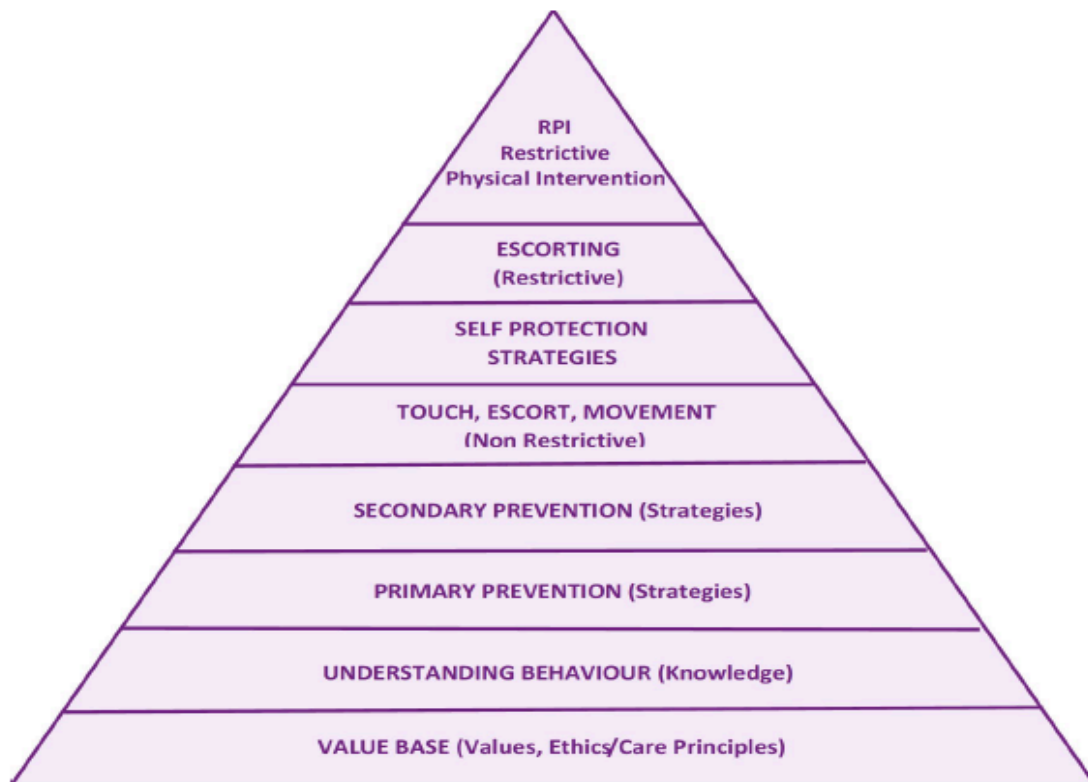 RPI
Restrictive
Physical Intervention
ESCORTING
(Restrictive)
SELF PROTECTION
STRATEGIES
TOUCH, ESCORT, MOVEMENT
(Non Restrictive)
SECONDARY PREVENTION (Strategies)
PRIMARY PREVENTION (Strategies)
UNDERSTANDING BEHAVIOUR (Knowledge)
VALUE BASE (Values, Ethics/Care Principles)